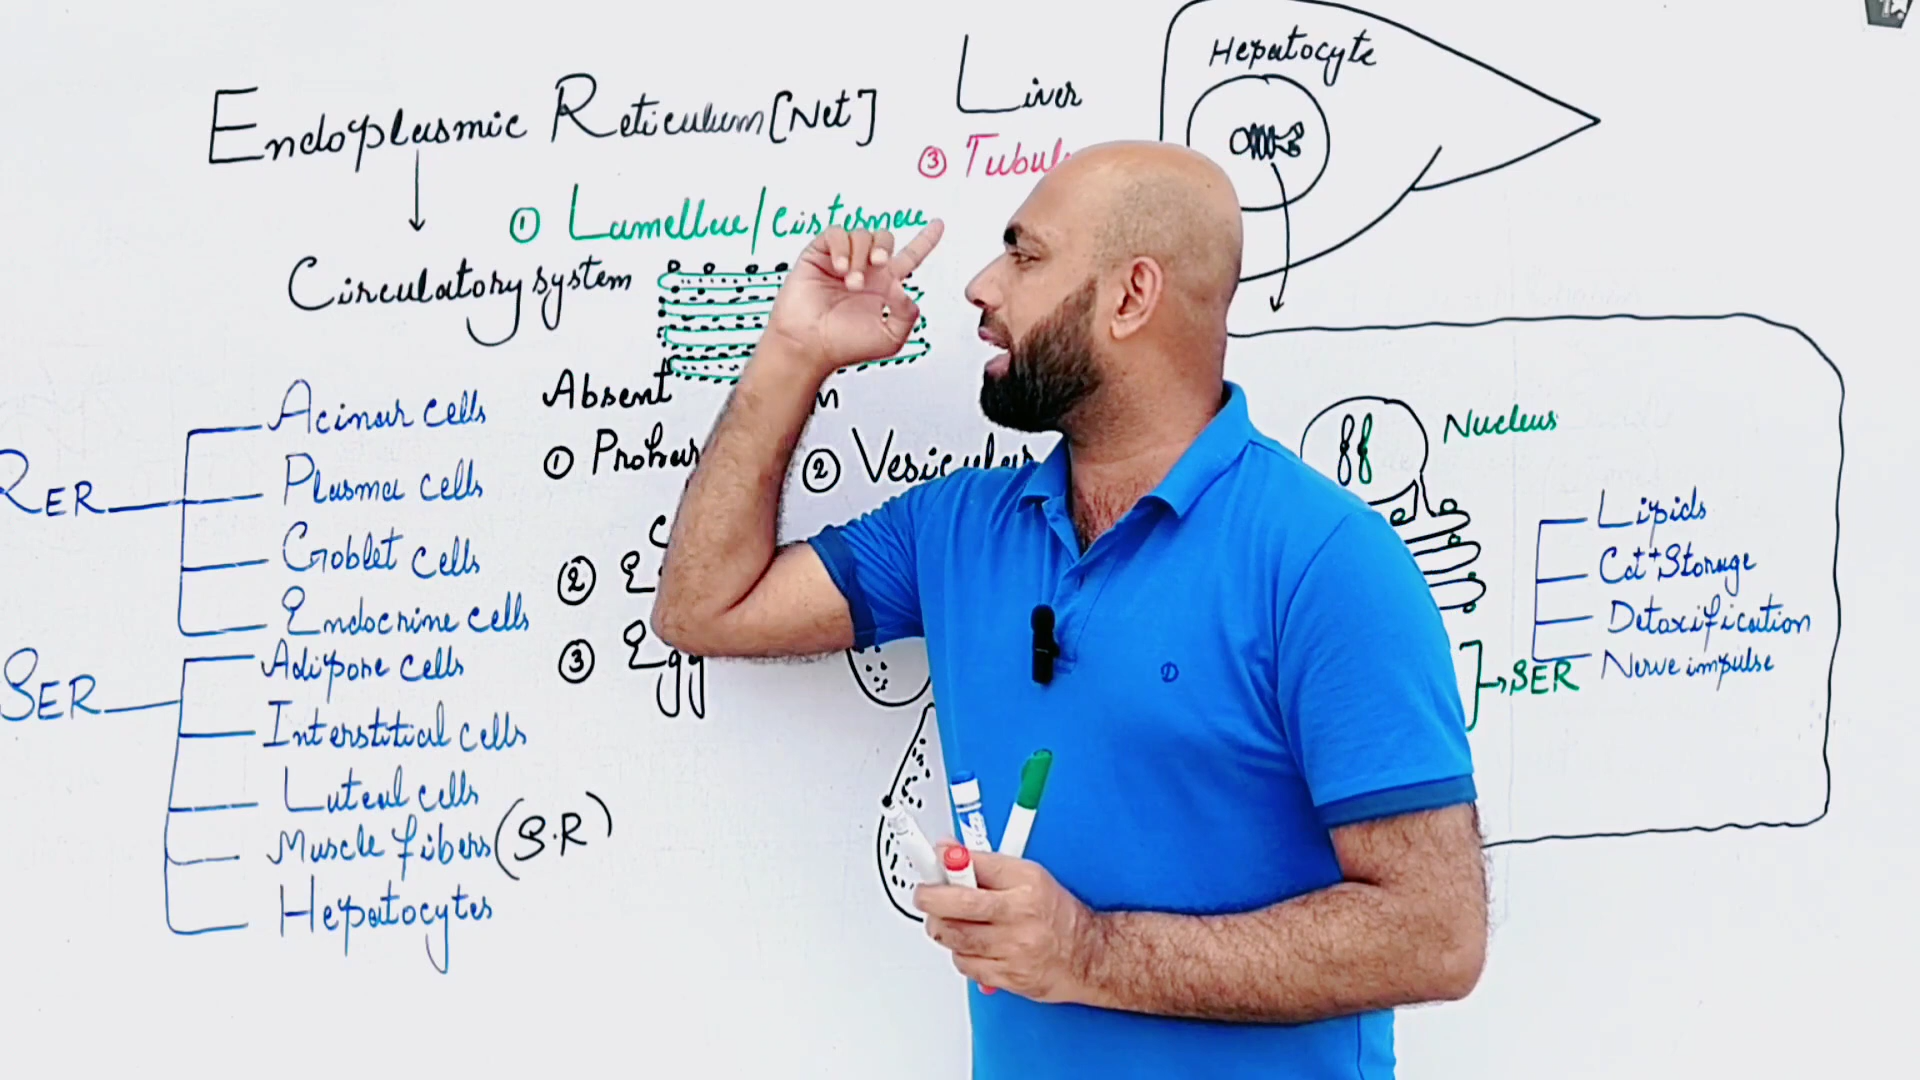 Endoplasmic Reticulum [Net]
Circulatory system
① Lamellae/Cisternae
Liver
③
Hepatocyte
RER
Acinar cells
Plasma cells
Goblet cells
Endocrine cells
SER
Adipose cells
Interstitial cells
Luteal cells
Muscle fibers (S.R)
Hepatocytes
Absent
①
②
③ Egg
② Vesicular
Nucleus
SER
Lipids
Ca++ Storage
Detoxification
Nerve impulse